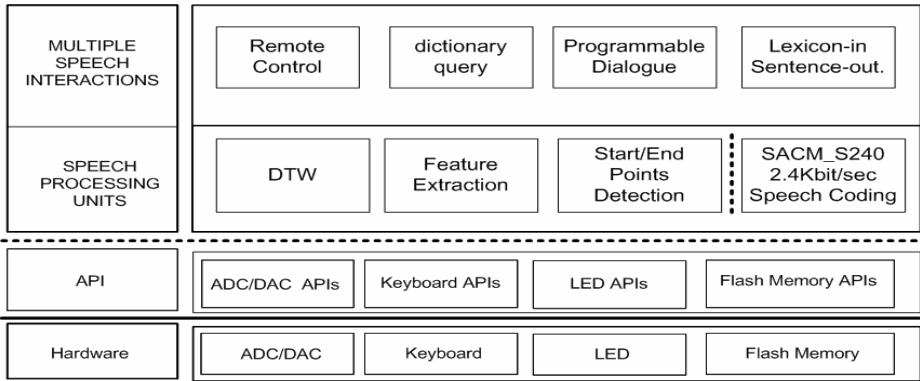 MULTIPLE
SPEECH
INTERACTIONS
Remote
Control
dictionary
query
Programmable
Dialogue
Lexicon-in
Sentence-out.
SPEECH
PROCESSING
UNITS
DTW
Feature
Extraction
Start/End
Points
Detection
SACM_S240
2.4Kbit/sec
Speech Coding
API
ADC/DAC APIs
Keyboard APIs
LED APIs
Flash Memory APIs
Hardware
ADC/DAC
Keyboard
LED
Flash Memory